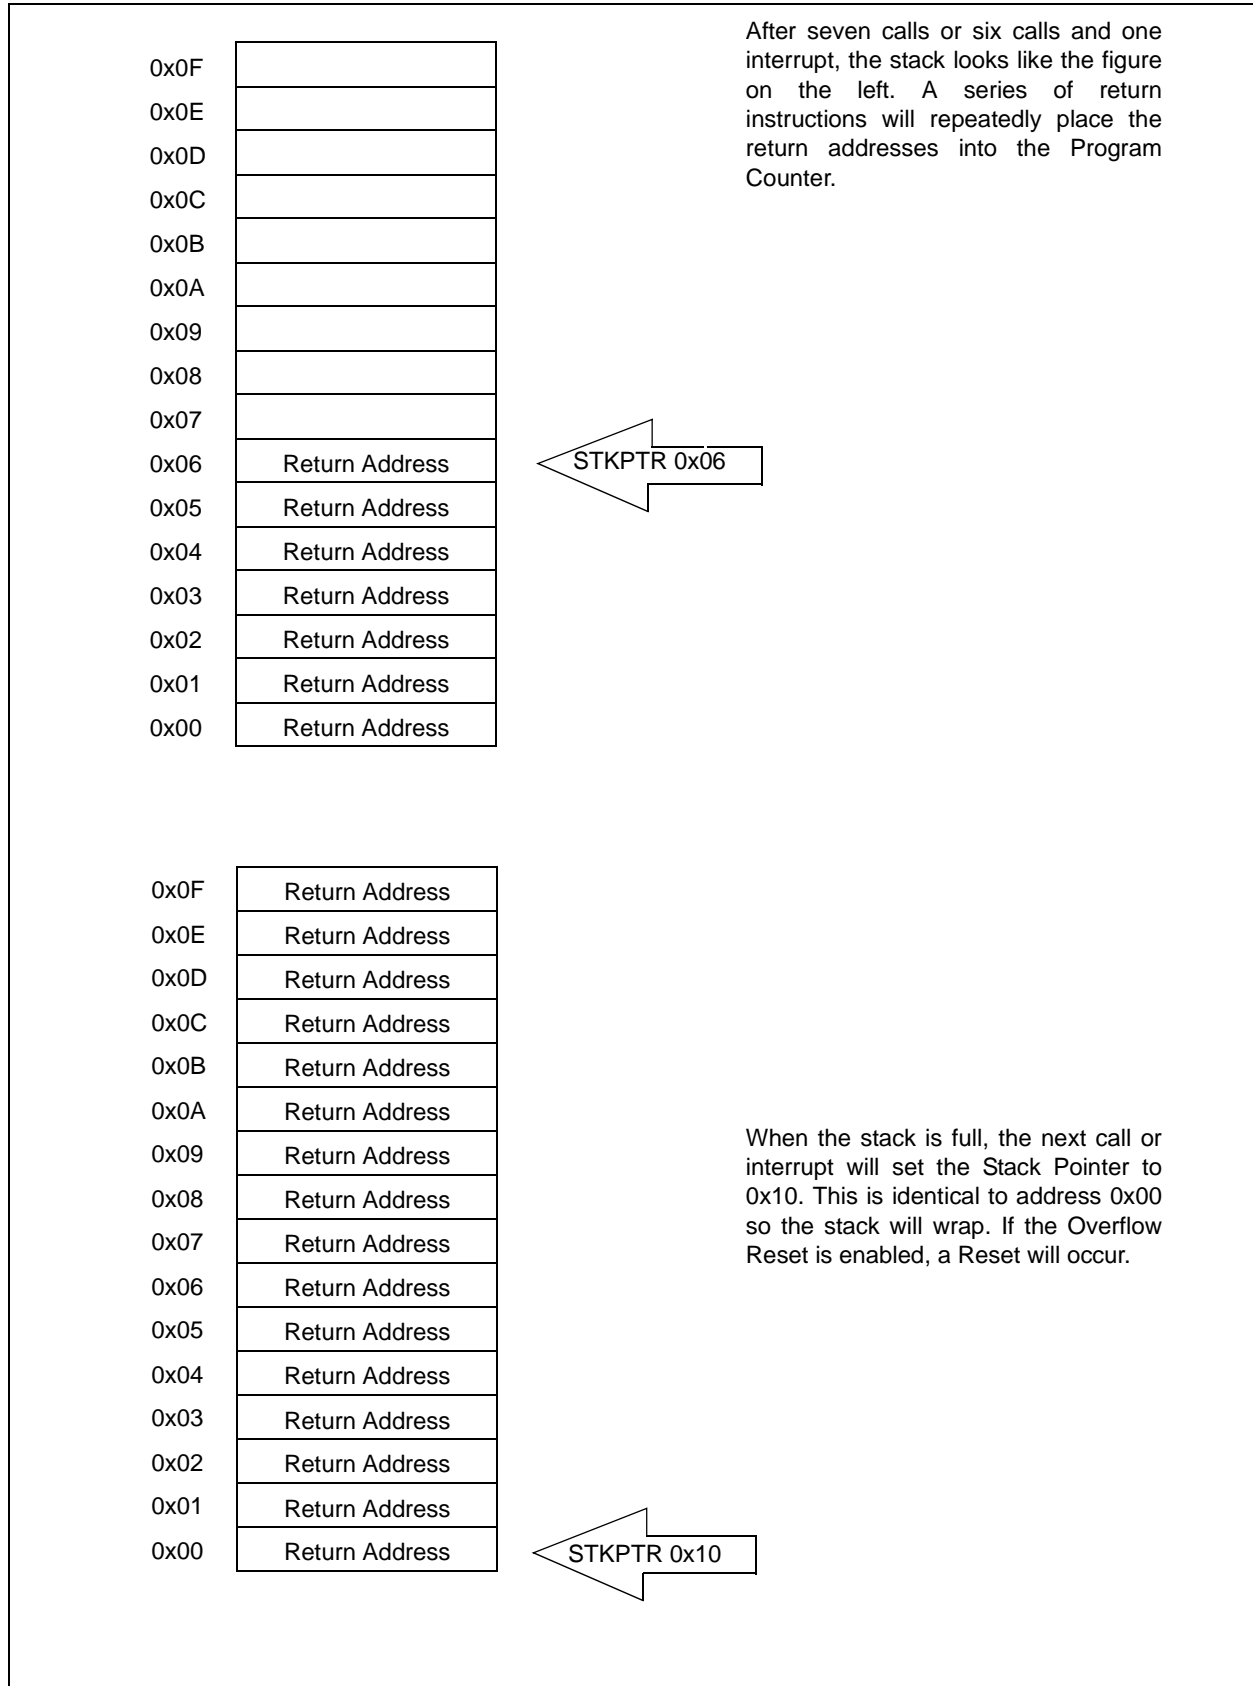 After seven calls or six calls and one
interrupt, the stack looks like the figure
on the left. A series of return
instructions will repeatedly place the
return addresses into the Program
Counter.
0x0F
0x0E
0x0D
0x0C
0x0B
0x0A
0x09
0x08
0x07
0x06 Return Address STKPTR 0x06
0x05 Return Address
0x04 Return Address
0x03 Return Address
0x02 Return Address
0x01 Return Address
0x00 Return Address
0x0F Return Address
0x0E Return Address
0x0D Return Address
0x0C Return Address
0x0B Return Address
0x0A Return Address
0x09 Return Address
0x08 Return Address
0x07 Return Address
0x06 Return Address
0x05 Return Address
0x04 Return Address
0x03 Return Address
0x02 Return Address
0x01 Return Address
0x00 Return Address STKPTR 0x10
When the stack is full, the next call or
interrupt will set the Stack Pointer to
0x10. This is identical to address 0x00
so the stack will wrap. If the Overflow
Reset is enabled, a Reset will occur.